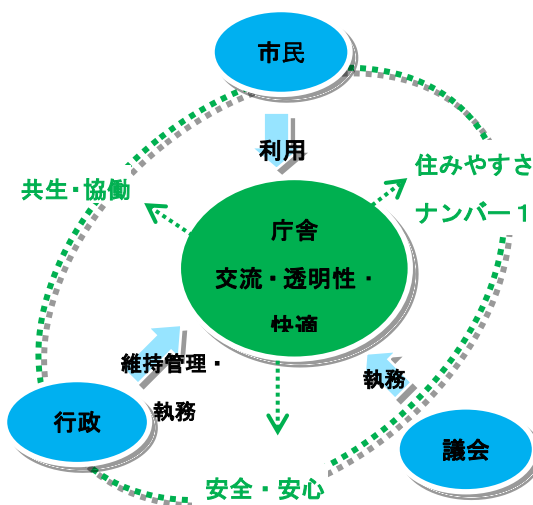 市民
利用
住みやすさ
ナンバー１
共生・協働
庁舎
交流・透明性・
快適
維持管理・
執務
執務
行政
議会
安全・安心